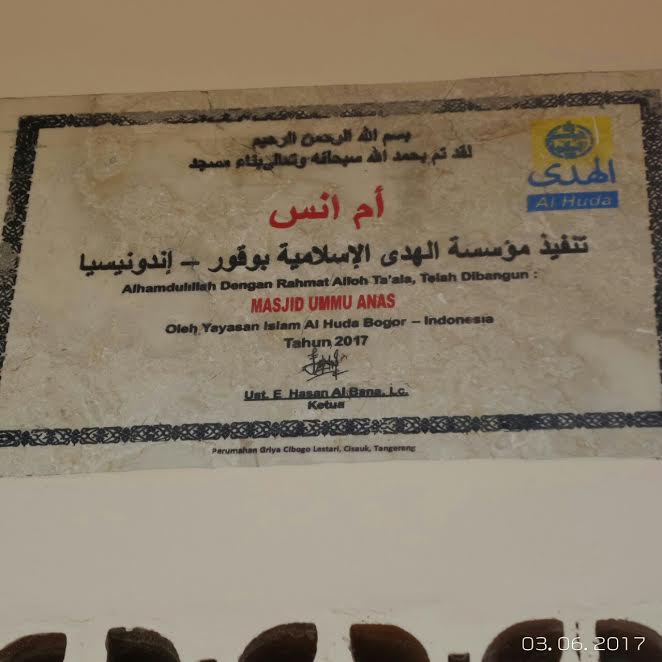 بسم الله الرحمن الرحيم
لقد تم بحمد الله سبحانه وتعالى بناء مسجد
أم انس
تنفيذ مؤسسة الهدى الإسلامية بوقور – إندونيسيا
الهدى
Al Huda
Alhamdulillah Dengan Rahmat Alloh Ta'ala, Telah Dibangun :
MASJID UMMU ANAS
Oleh Yayasan Islam Al Huda Bogor – Indonesia
Tahun 2017
Ust. E Hasan Al Bana, Lc.
Ketua
Perumahan Griya Cibogo Lestari, Cisauk, Tangerang
03.06.2017